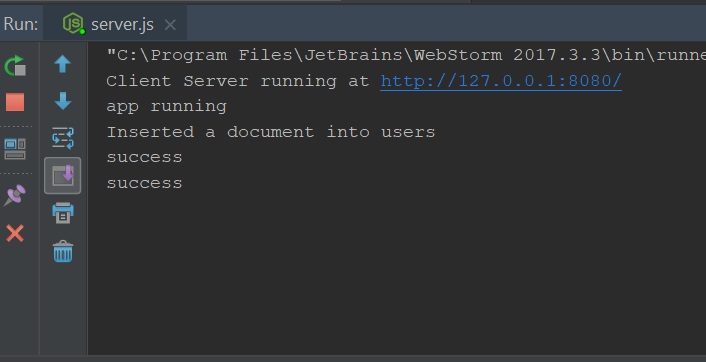 Run: JS server.js
"C:\Program Files\JetBrains\WebStorm 2017.3.3\bin\runne
Client Server running at http://127.0.0.1:8080/
app running
Inserted a document into users
success
success